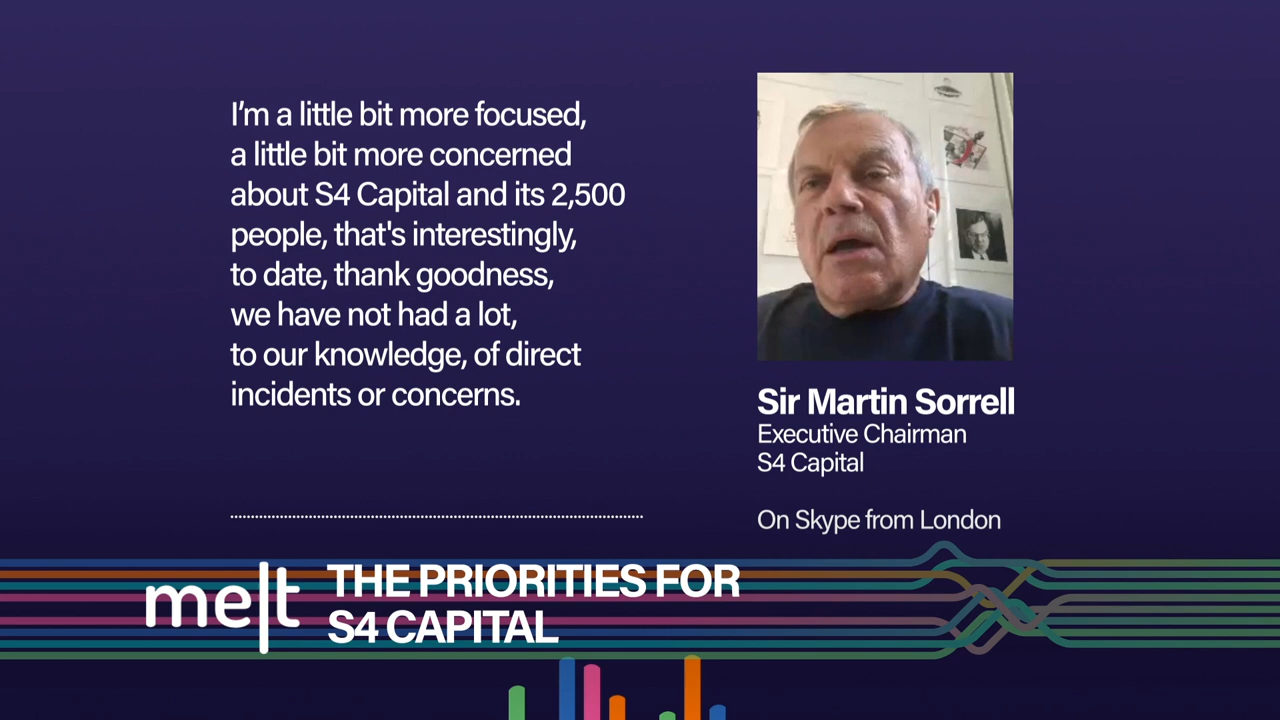 I'm a little bit more focused,
a little bit more concerned
about S4 Capital and its 2,500
people, that's interestingly,
to date, thank goodness,
we have not had a lot,
to our knowledge, of direct
incidents or concerns.
Sir Martin Sorrell
Executive Chairman
S4 Capital
On Skype from London
melt
THE PRIORITIES FOR
S4 CAPITAL